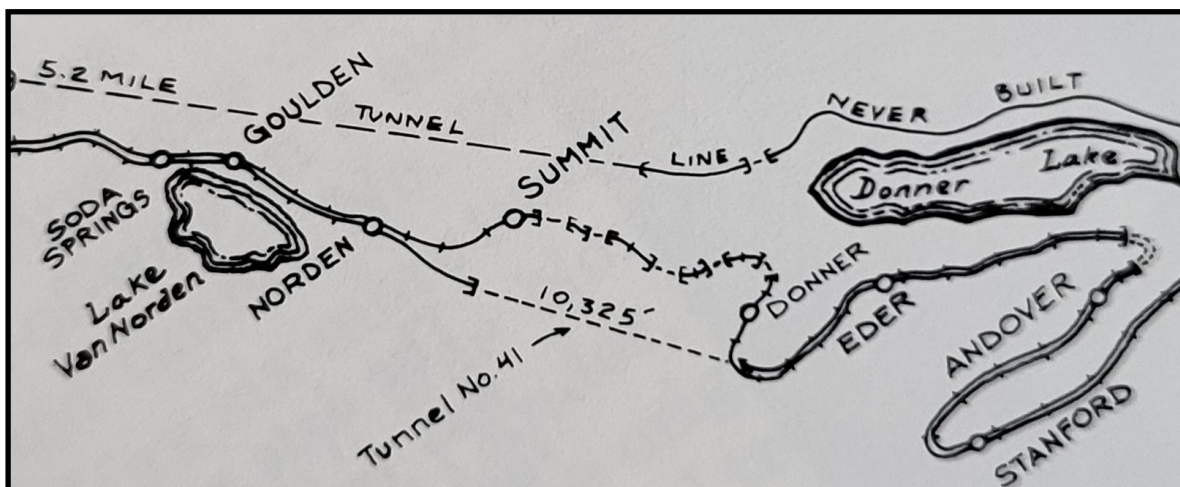 5.2 MILE
TUNNEL
LINE
NEVER
BUILT
GOULDEN
SUMMIT
Donner
Lake
SODA
SPRINGS
Lake
Van Norden
NORDEN
10,325'
Tunnel No. 41
DONNER
EDER
ANDOVER
STANFORD